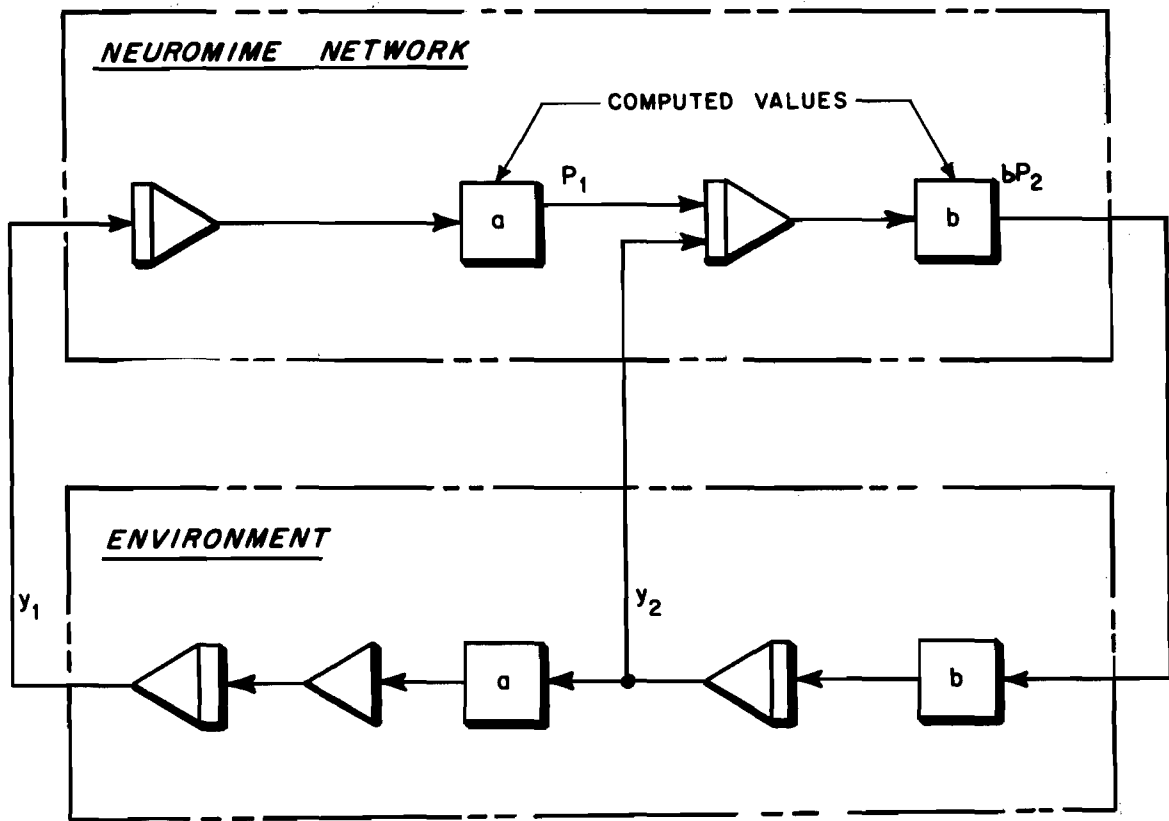 NEUROMIME NETWORK
COMPUTED VALUES
P₁
bP₂
a
b
ENVIRONMENT
y₁
y₂
a
b